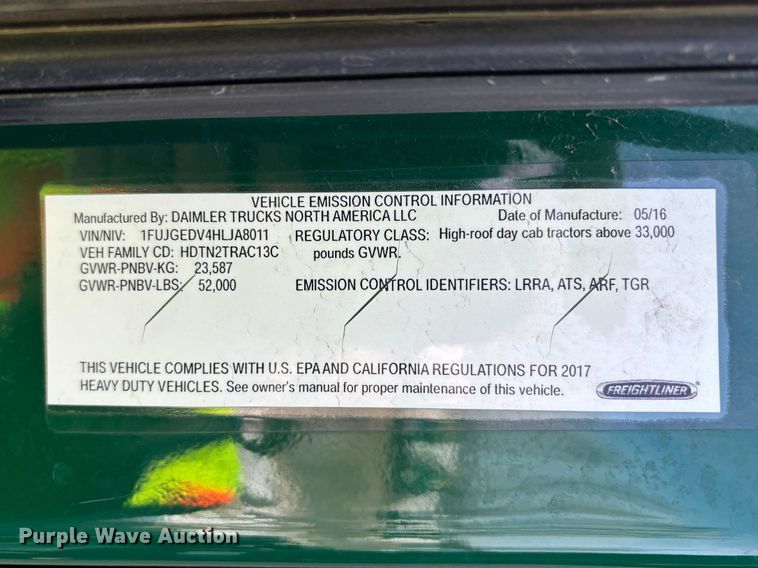 VEHICLE EMISSION CONTROL INFORMATION
Manufactured By: DAIMLER TRUCKS NORTH AMERICA LLC Date of Manufacture: 05/16
VIN/NIV: 1FUJGEDV4HLJA8011 REGULATORY CLASS: High-roof day cab tractors above 33,000
VEH FAMILY CD: HDTN2TRAC13C pounds GVWR.
GVWR-PNBV-KG: 23,587
GVWR-PNBV-LBS: 52,000 EMISSION CONTROL IDENTIFIERS: LRRA, ATS, ARF, TGR
THIS VEHICLE COMPLIES WITH U.S. EPA AND CALIFORNIA REGULATIONS FOR 2017
HEAVY DUTY VEHICLES. See owner's manual for proper maintenance of this vehicle.
FREIGHTLINER
Purple Wave Auction